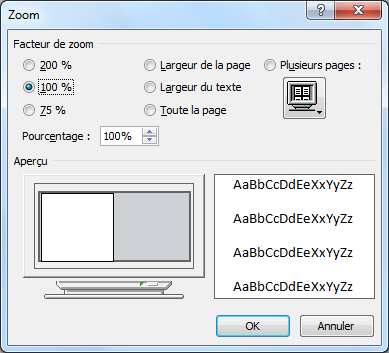 Zoom
Facteur de zoom
200 % Largeur de la page Plusieurs pages :
100 % Largeur du texte
75 % Toute la page
Pourcentage : 100%
Aperçu
AaBbCcDdEeXxYyZz
AaBbCcDdEeXxYyZz
AaBbCcDdEeXxYyZz
AaBbCcDdEeXxYyZz
OK Annuler